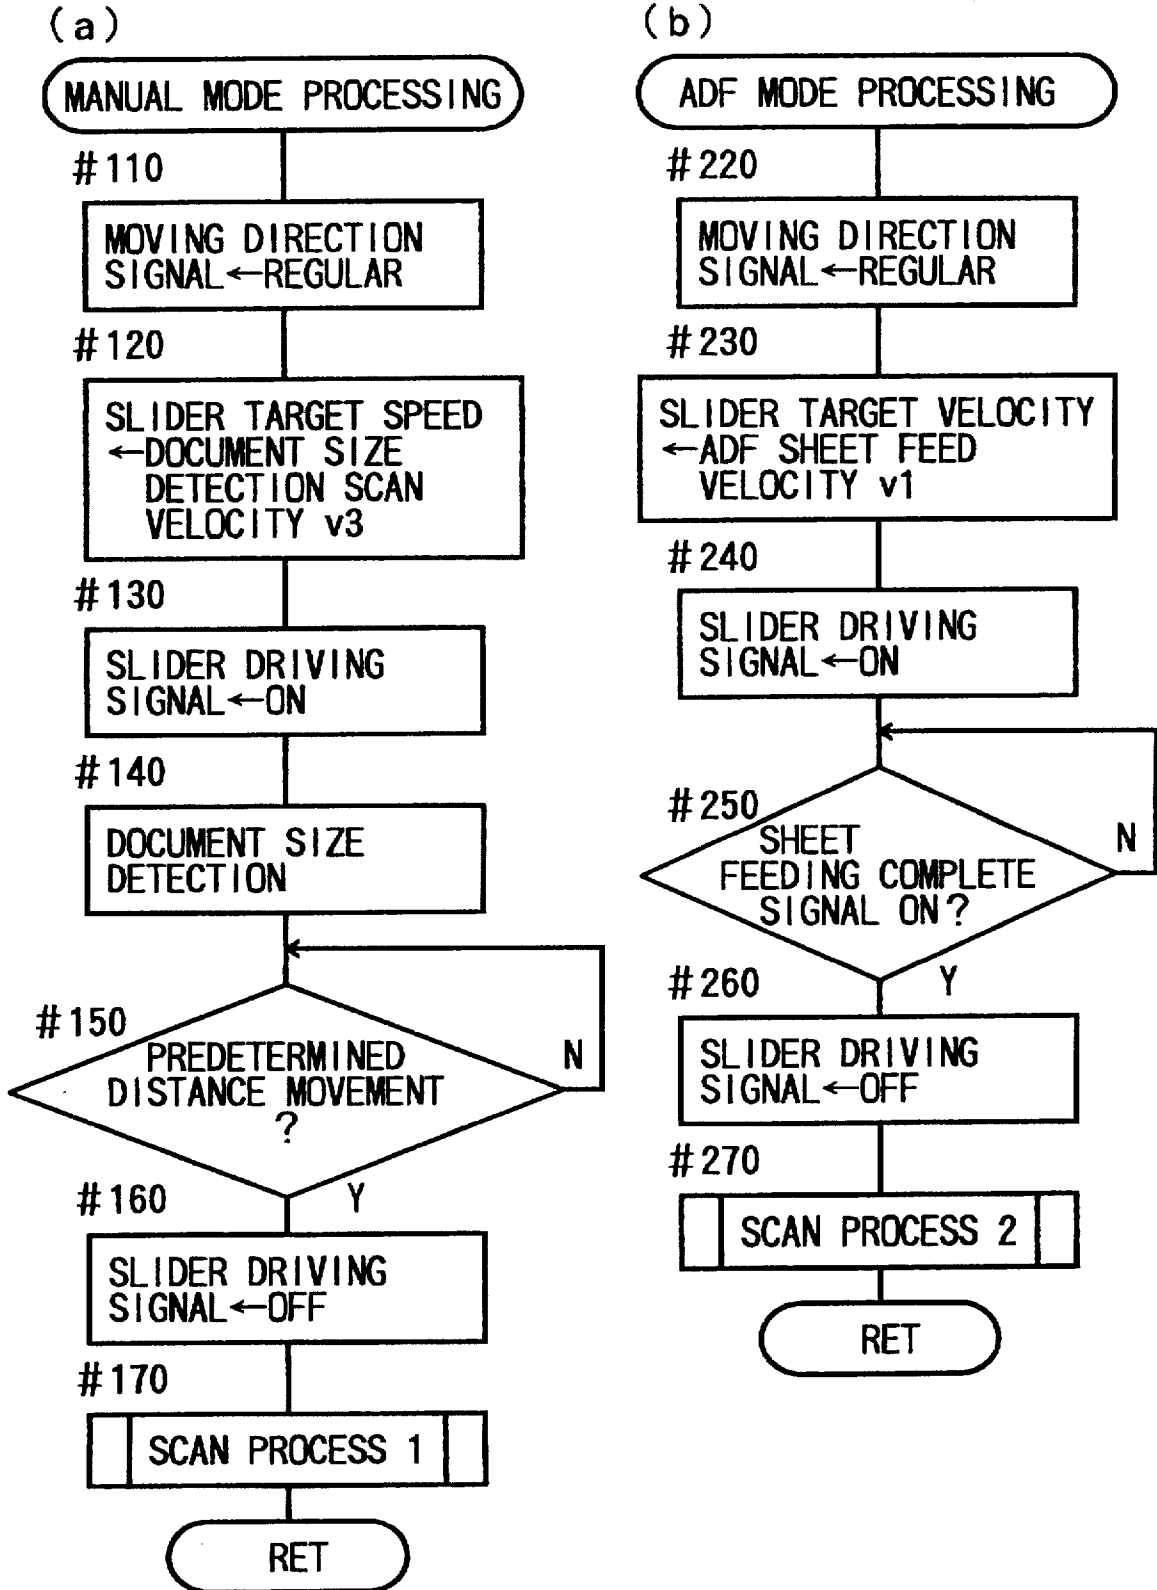 (a)
MANUAL MODE PROCESSING
#110
MOVING DIRECTION
SIGNAL←REGULAR
#120
SLIDER TARGET SPEED
←DOCUMENT SIZE
DETECTION SCAN
VELOCITY v3
#130
SLIDER DRIVING
SIGNAL←ON
#140
DOCUMENT SIZE
DETECTION
#150
PREDETERMINED
DISTANCE MOVEMENT
?
N
Y
#160
SLIDER DRIVING
SIGNAL←OFF
#170
SCAN PROCESS 1
RET
(b)
ADF MODE PROCESSING
#220
MOVING DIRECTION
SIGNAL←REGULAR
#230
SLIDER TARGET VELOCITY
←ADF SHEET FEED
VELOCITY v1
#240
SLIDER DRIVING
SIGNAL←ON
#250
SHEET
FEEDING COMPLETE
SIGNAL ON?
N
Y
#260
SLIDER DRIVING
SIGNAL←OFF
#270
SCAN PROCESS 2
RET